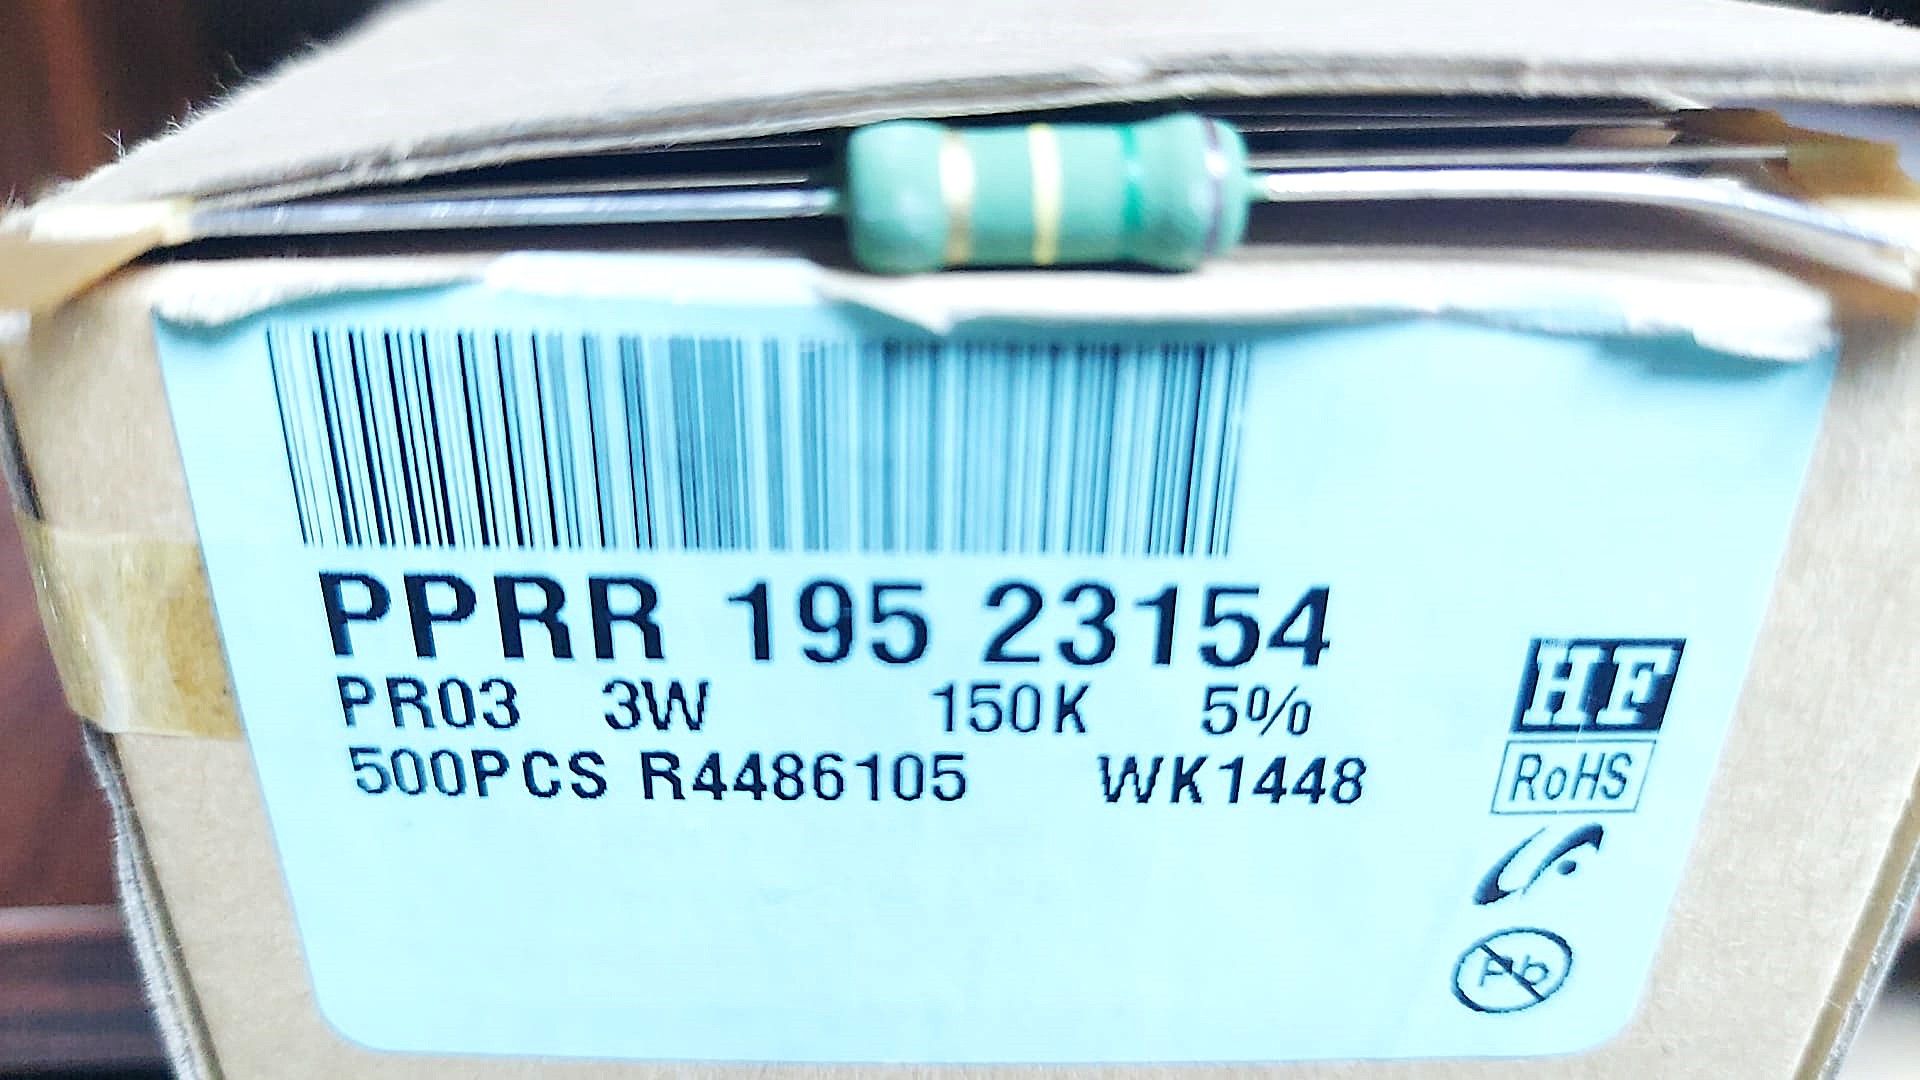 PPRR 195 23154
PR03 3W 150K 5%
500PCS R4486105 WK1448
HF
RoHS
Pb